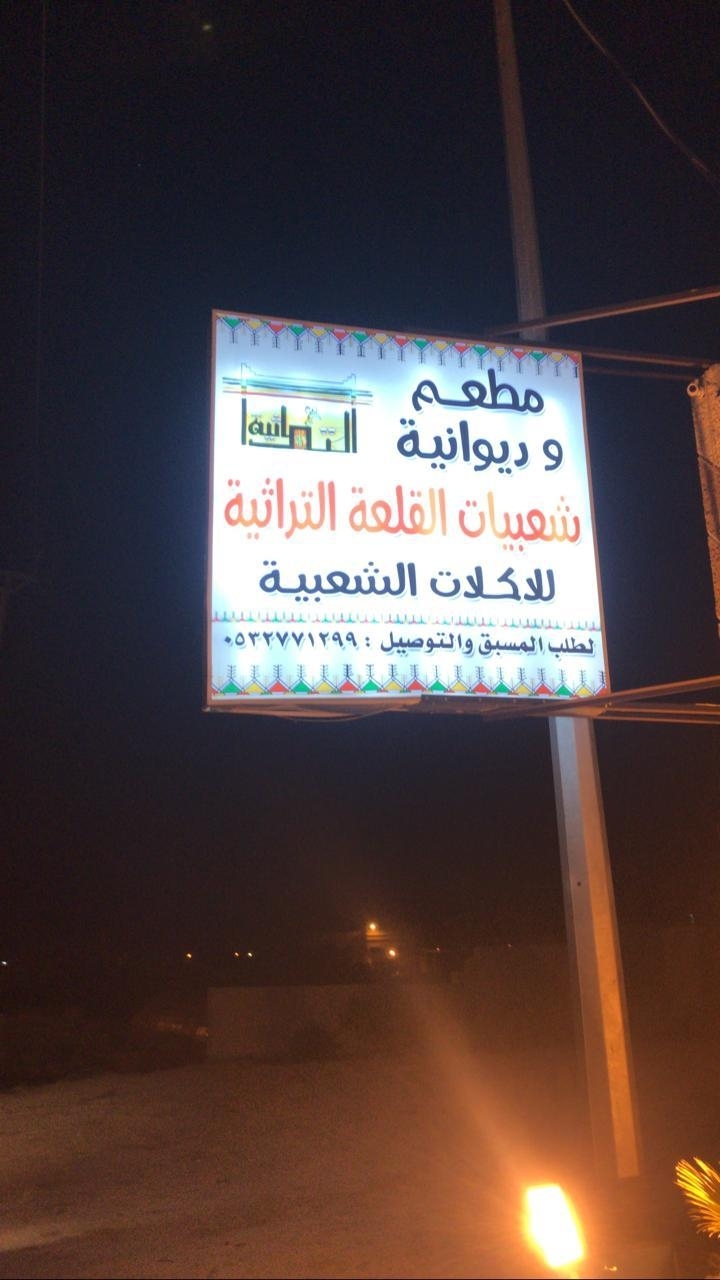 مطعم
و ديوانية
شعبيات القلعة التراثية
للاكلات الشعبية
لطلب المسبق والتوصيل : ٠٥٣٢٧٧١٢٩٩